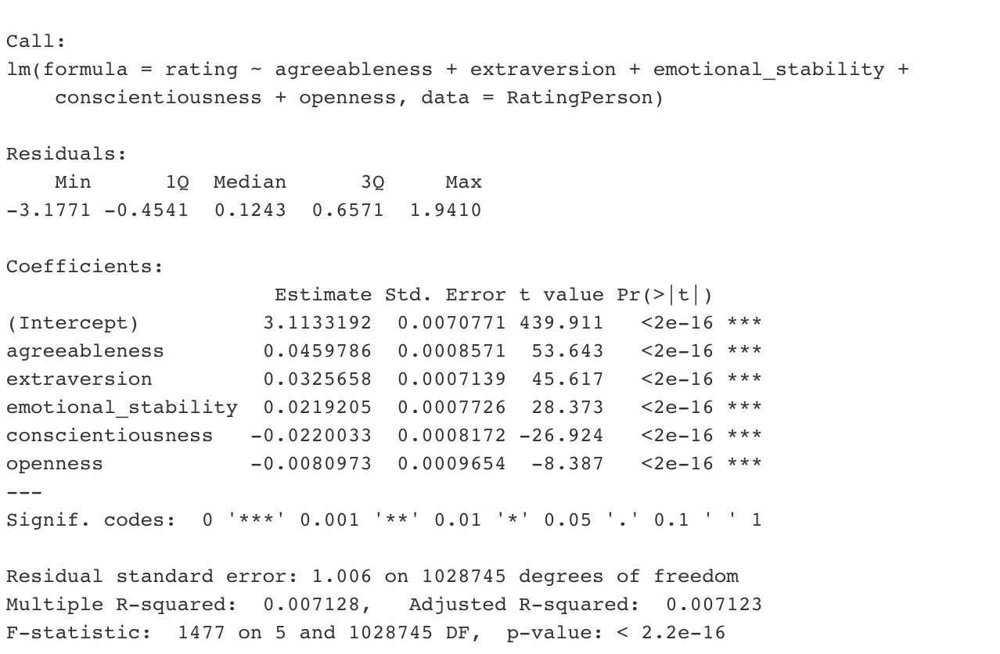 Call:
lm(formula = rating ~ agreeableness + extraversion + emotional_stability +
    conscientiousness + openness, data = RatingPerson)

Residuals:
    Min      1Q  Median      3Q     Max
-3.1771 -0.4541  0.1243  0.6571  1.9410

Coefficients:
                      Estimate Std. Error t value Pr(>|t|)
(Intercept)          3.1133192  0.0070771 439.911   <2e-16 ***
agreeableness        0.0459786  0.0008571  53.643   <2e-16 ***
extraversion         0.0325658  0.0007139  45.617   <2e-16 ***
emotional_stability  0.0219205  0.0007726  28.373   <2e-16 ***
conscientiousness   -0.0220033  0.0008172 -26.924   <2e-16 ***
openness            -0.0080973  0.0009654  -8.387   <2e-16 ***
---
Signif. codes:  0 '***' 0.001 '**' 0.01 '*' 0.05 '.' 0.1 ' ' 1

Residual standard error: 1.006 on 1028745 degrees of freedom
Multiple R-squared:  0.007128,   Adjusted R-squared:  0.007123
F-statistic:  1477 on 5 and 1028745 DF,  p-value: < 2.2e-16